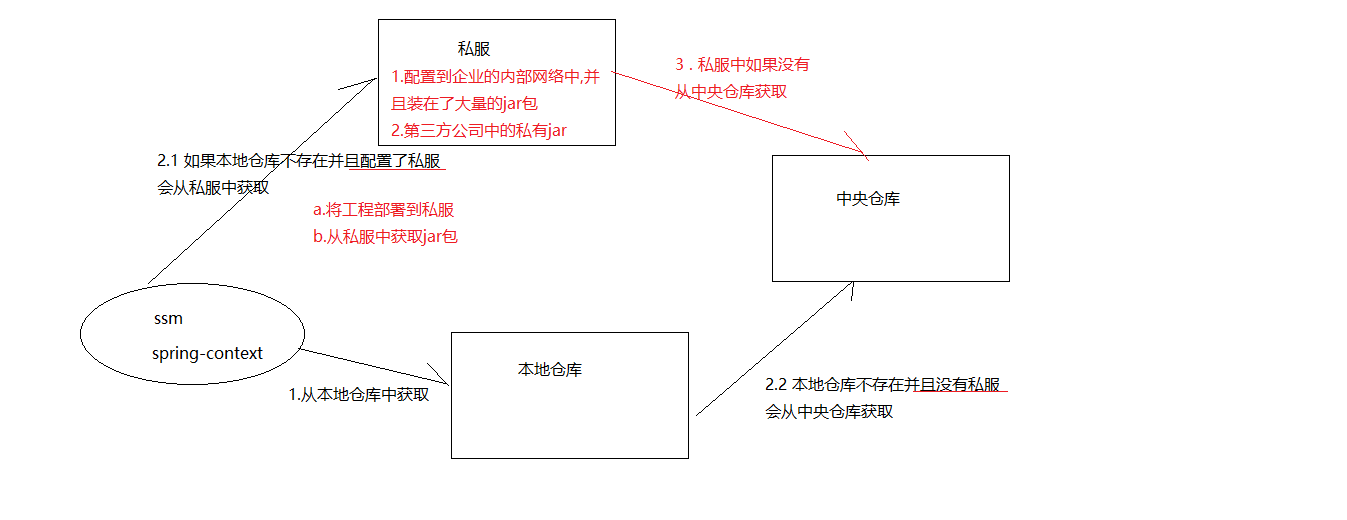 私服
1.配置到企业的内部网络中,并
且装在了大量的jar包
2.第三方公司中的私有jar
3 . 私服中如果没有
从中央仓库获取
2.1 如果本地仓库不存在并且配置了私服
会从私服中获取
a.将工程部署到私服
b.从私服中获取jar包
中央仓库
ssm
spring-context
1.从本地仓库中获取
本地仓库
2.2 本地仓库不存在并且没有私服
会从中央仓库获取